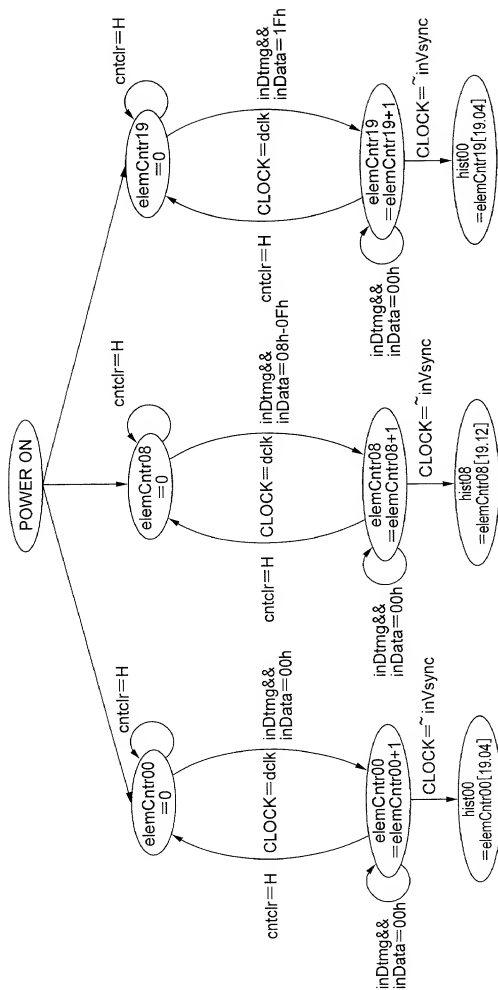 POWER ON
cntclr=H
elemCntr00
=0
cntclr=H
CLOCK=dclk
inDtmg&&
inData=00h
elemCntr00
=elemCntr00+1
inDtmg&&
inData=00h
CLOCK=~inVsync
hist00
=elemCntr00[19.04]
cntclr=H
elemCntr08
=0
cntclr=H
CLOCK=dclk
inDtmg&&
inData=08h-0Fh
elemCntr08
=elemCntr08+1
inDtmg&&
inData=00h
CLOCK=~inVsync
hist08
=elemCntr08[19.12]
cntclr=H
elemCntr19
=0
cntclr=H
CLOCK=dclk
inDtmg&&
inData=1Fh
elemCntr19
=elemCntr19+1
inDtmg&&
inData=00h
CLOCK=~inVsync
hist00
=elemCntr19[19.04]